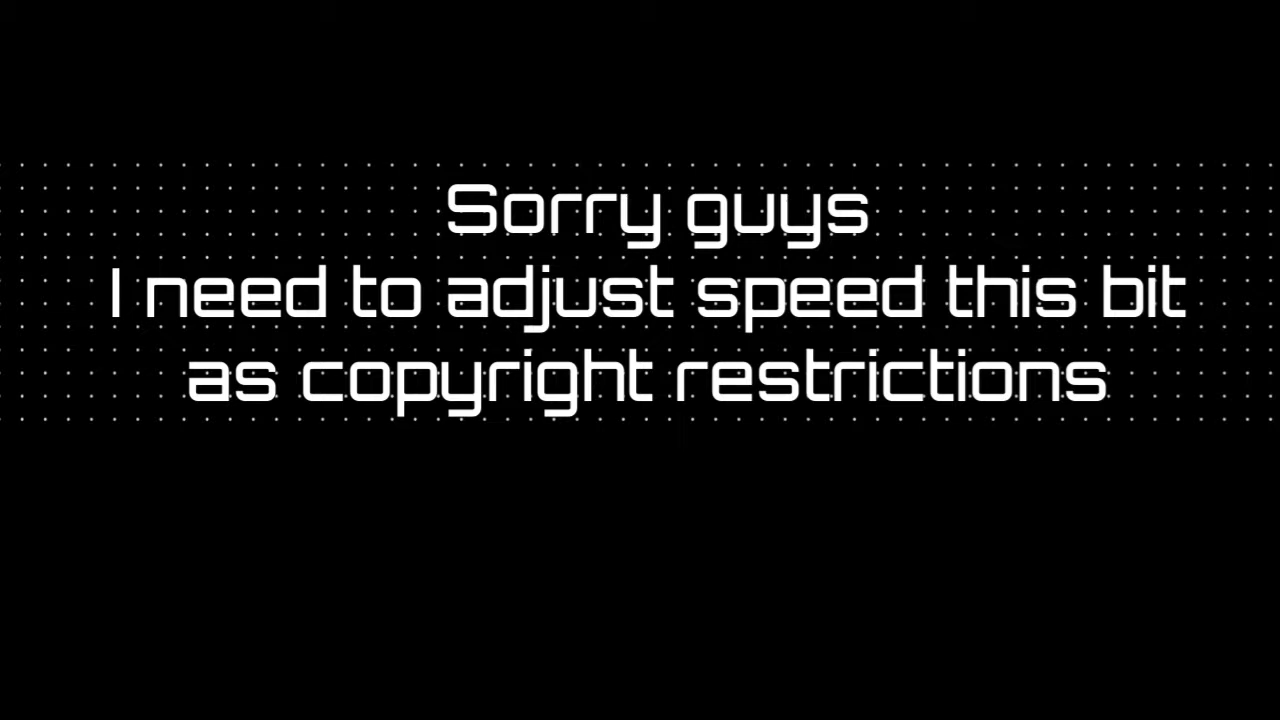 Sorry guys
I need to adjust speed this bit
as copyright restrictions